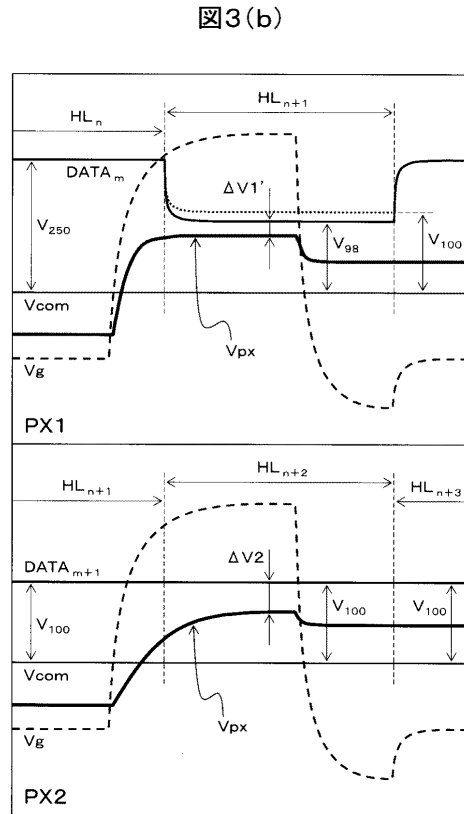 図3(b)
HLn
HLn+1
DATAm
ΔV1'
V250
V98
V100
Vcom
Vpx
Vg
PX1
HLn+1
HLn+2
HLn+3
DATAm+1
ΔV2
V100
V100
V100
Vcom
Vpx
Vg
PX2